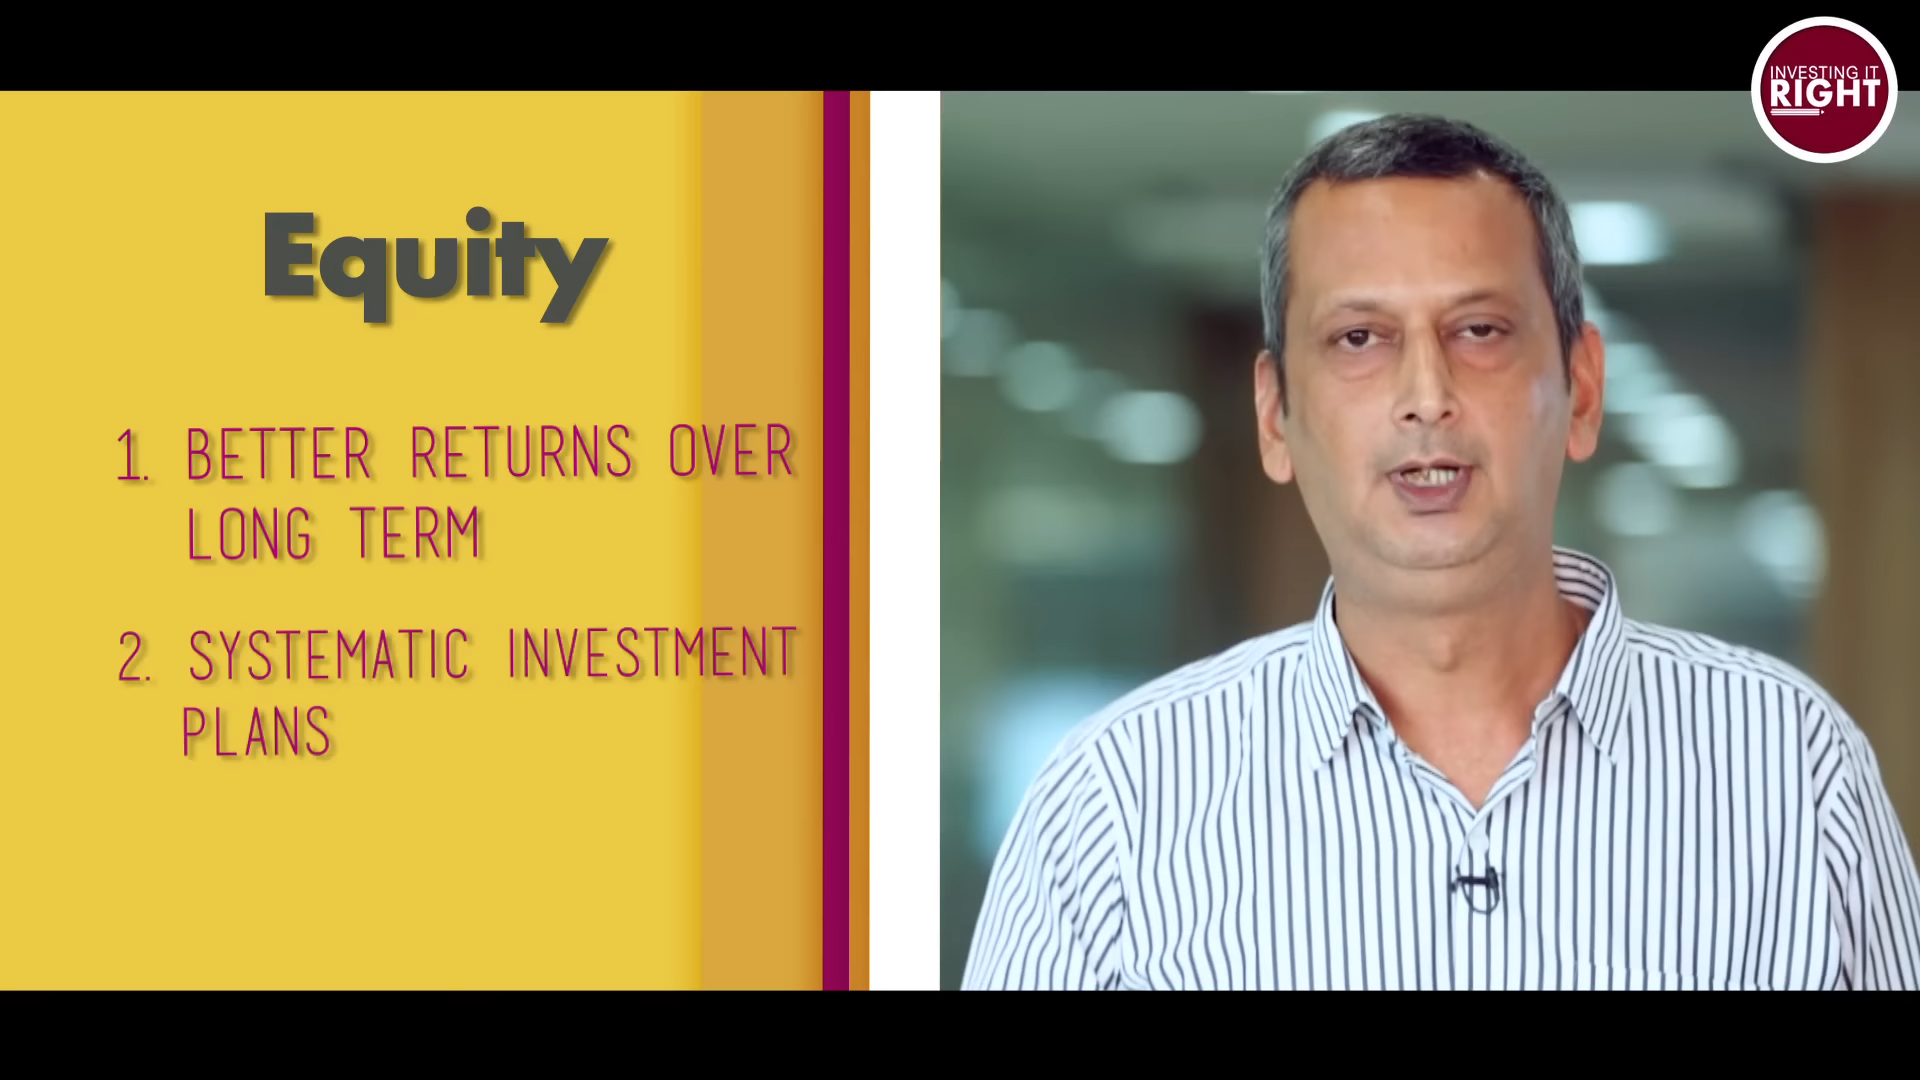 INVESTING IT
RIGHT
Equity
1. BETTER RETURNS OVER
LONG TERM
2. SYSTEMATIC INVESTMENT
PLANS